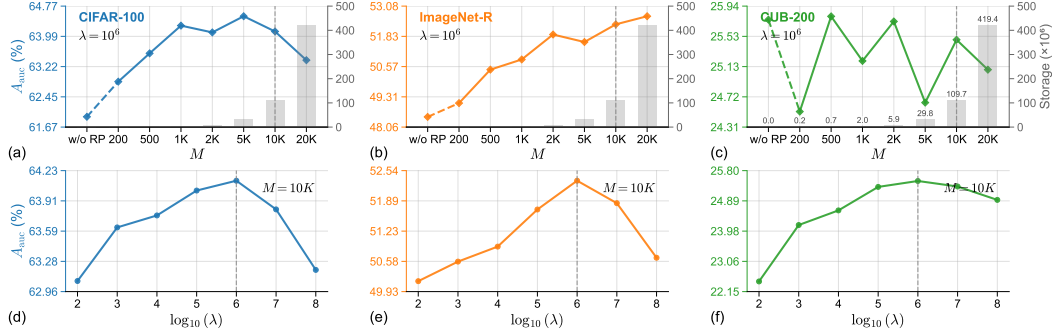 64.77
63.99
63.22
62.45
61.67
A_auc (%)
CIFAR-100
λ = 10^6
500
400
300
200
100
0
w/o RP 200 500 1K 2K 5K 10K 20K
M
(a)
53.08
51.83
50.57
49.31
48.06
ImageNet-R
λ = 10^6
500
400
300
200
100
0
w/o RP 200 500 1K 2K 5K 10K 20K
M
(b)
25.94
25.53
25.13
24.72
24.31
CUB-200
λ = 10^6
0.0 0.2 0.7 2.0 5.9 29.8 109.7 419.4
500
400
300
200
100
0
Storage (×10^6)
w/o RP 200 500 1K 2K 5K 10K 20K
M
(c)
64.23
63.91
63.59
63.28
62.96
A_auc (%)
M = 10K
2 3 4 5 6 7 8
log10 (λ)
(d)
52.54
51.89
51.23
50.58
49.93
M = 10K
2 3 4 5 6 7 8
log10 (λ)
(e)
25.80
24.89
23.98
23.06
22.15
M = 10K
2 3 4 5 6 7 8
log10 (λ)
(f)